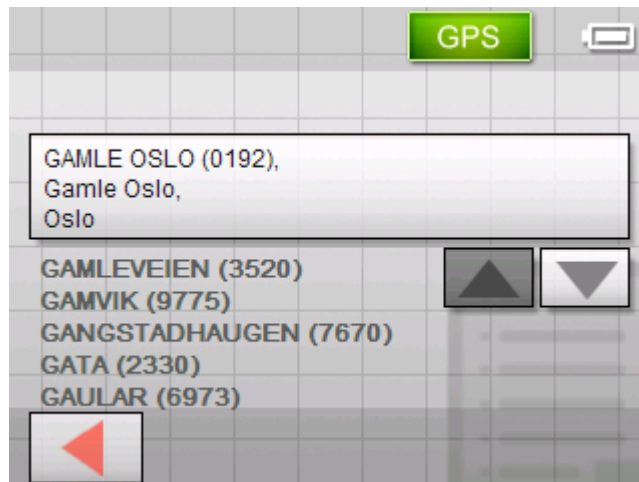 GPS
GAMLE OSLO (0192),
Gamle Oslo,
Oslo
GAMLEVEIEN (3520)
GAMVIK (9775)
GANGSTADHAUGEN (7670)
GATA (2330)
GAULAR (6973)